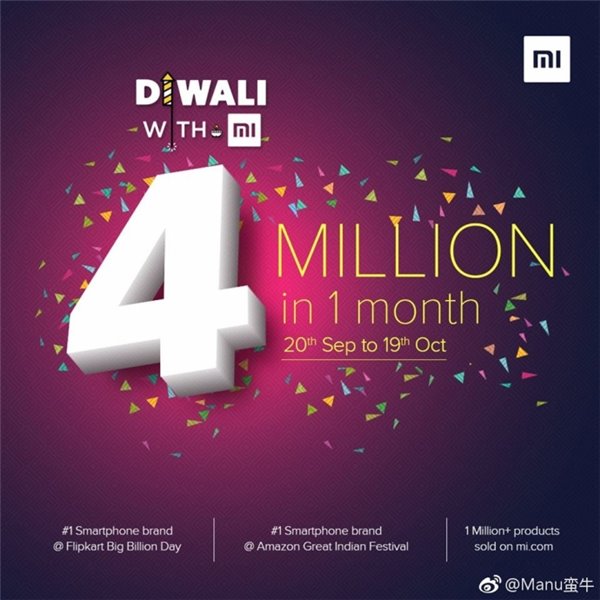 mi
DIWALI
WITH mi
4 MILLION
in 1 month
20th Sep to 19th Oct
#1 Smartphone brand
@ Flipkart Big Billion Day
#1 Smartphone brand
@ Amazon Great Indian Festival
1 Million+ products
sold on mi.com
@Manu蛮牛